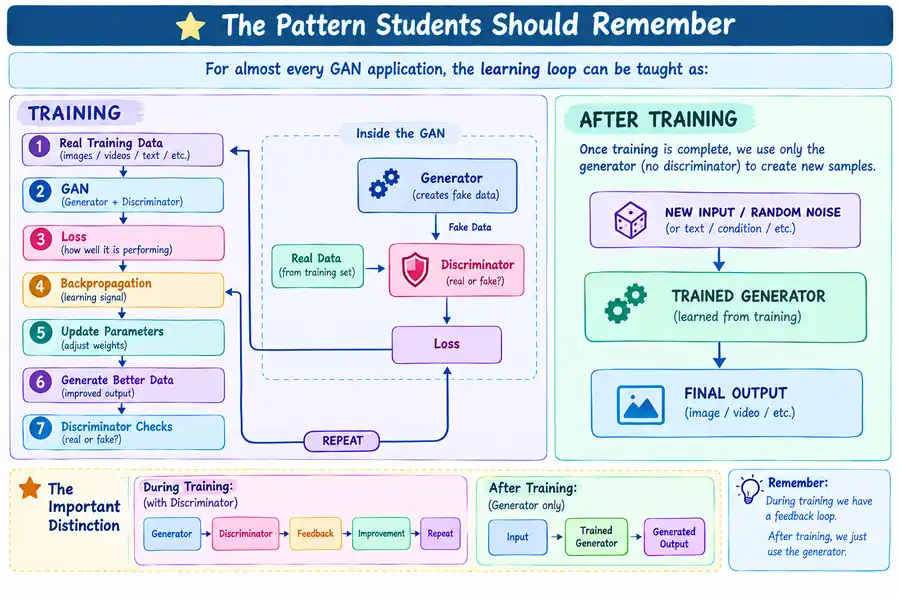 The Pattern Students Should Remember
For almost every GAN application, the learning loop can be taught as:
TRAINING
1 Real Training Data
(images / videos / text / etc.)
2 GAN
(Generator + Discriminator)
3 Loss
(how well it is performing)
4 Backpropagation
(learning signal)
5 Update Parameters
(adjust weights)
6 Generate Better Data
(improved output)
7 Discriminator Checks
(real or fake?)
Inside the GAN
Generator
(creates fake data)
Fake Data
Real Data
(from training set)
Discriminator
(real or fake?)
Loss
REPEAT
AFTER TRAINING
Once training is complete, we use only the
generator (no discriminator) to create new samples.
NEW INPUT / RANDOM NOISE
(or text / condition / etc.)
TRAINED GENERATOR
(learned from training)
FINAL OUTPUT
(image / video / etc.)
The
Important
Distinction
During Training:
(with Discriminator)
Generator
Discriminator
Feedback
Improvement
Repeat
After Training:
(Generator only)
Input
Trained
Generator
Generated
Output
Remember:
During training we have
a feedback loop.
After training, we just
use the generator.